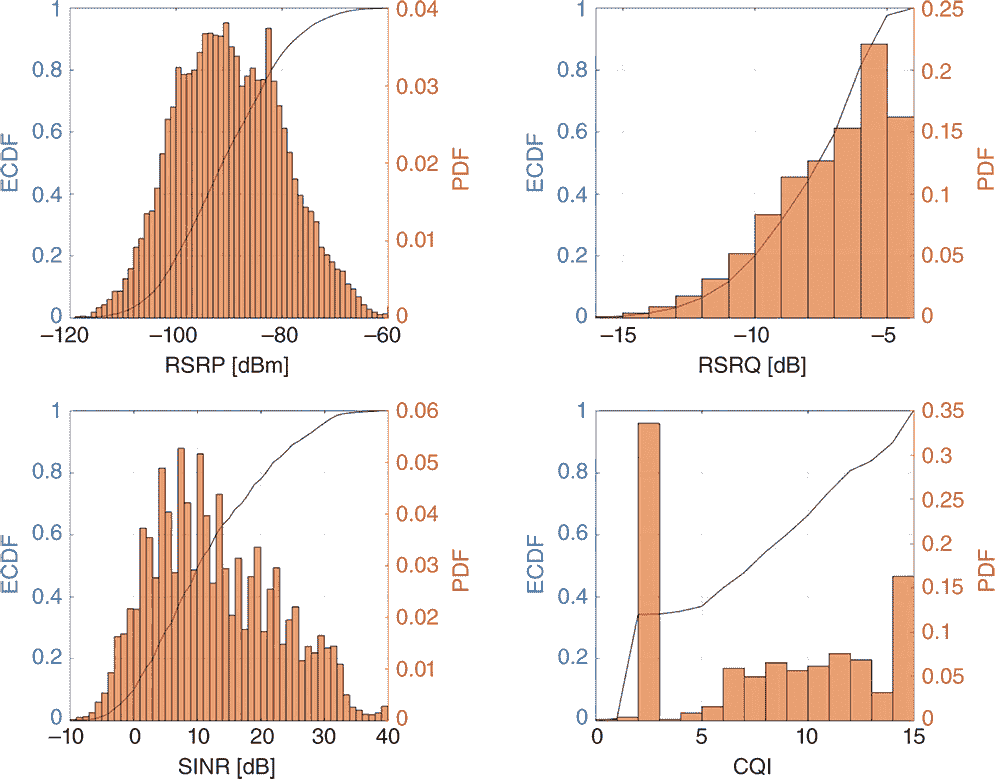 1 0.04 1 0.25
0.8 0.03 0.8 0.2
0.6 0.6 0.15
ECDF 0.02 PDF ECDF PDF
0.4 0.4 0.1
0.2 0.01 0.2 0.05
0 0 0 0
−120 −100 −80 −60 −15 −10 −5
RSRP [dBm] RSRQ [dB]
1 0.06 1 0.35
0.8 0.05 0.8 0.3
0.04 0.25
0.6 0.6 0.2
ECDF 0.03 PDF ECDF PDF
0.4 0.4 0.15
0.02 0.1
0.2 0.01 0.2 0.05
0 0 0 0
−10 0 10 20 30 40 0 5 10 15
SINR [dB] CQI